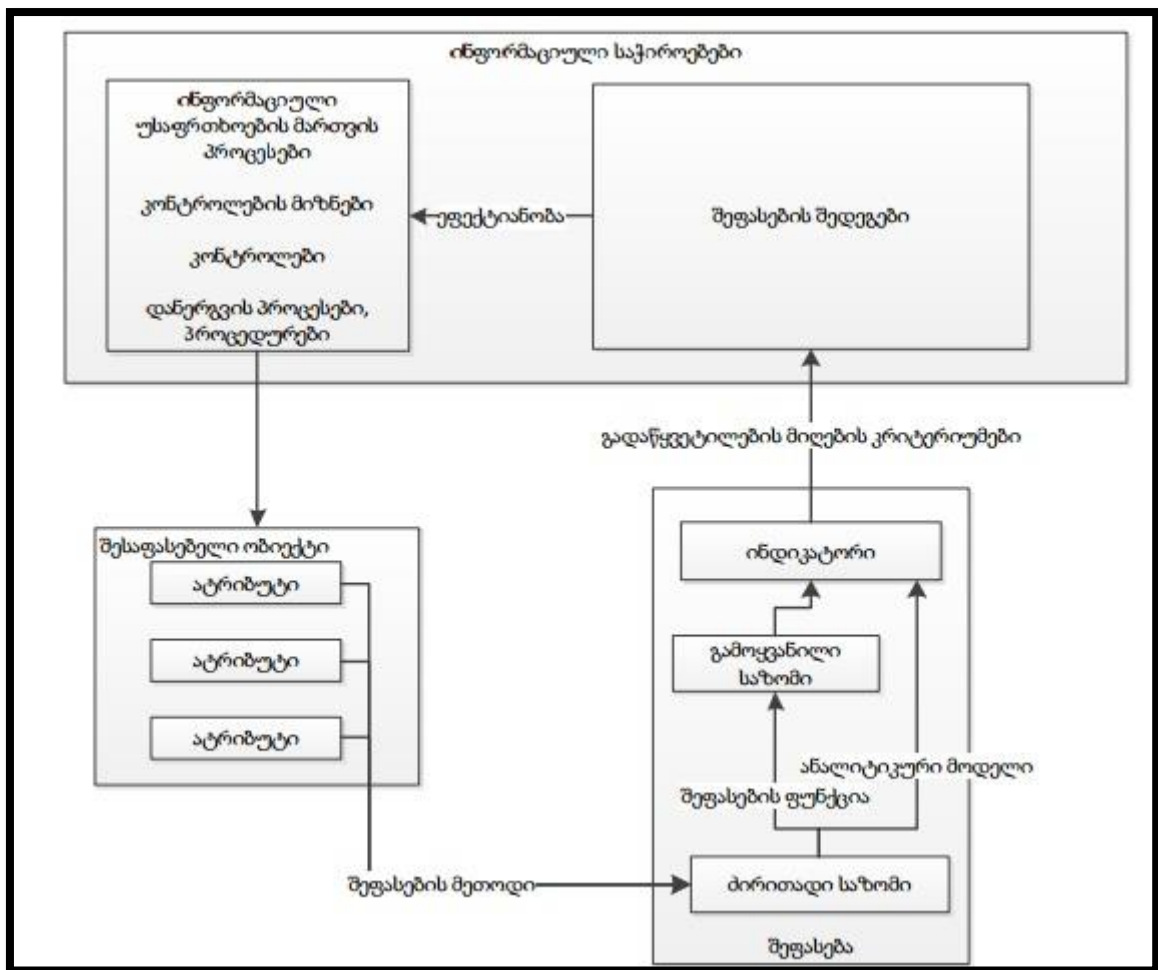 ინფორმაციული საჭიროებები
ინფორმაციული
უსაფრთხოების მართვის
პროცესები
კონტროლების მიზნები
კონტროლები
დანერგვის პროცესები,
პროცედურები
ეფექტიანობა
შეფასების შედეგები
გადაწყვეტილების მიღების კრიტერიუმები
შესაფასებელი ობიექტი
ატრიბუტი
ატრიბუტი
ატრიბუტი
ინდიკატორი
გამოყვანილი
საზომი
ანალიტიკური მოდელი
შეფასების ფუნქცია
შეფასების მეთოდი
ძირითადი საზომი
შეფასება